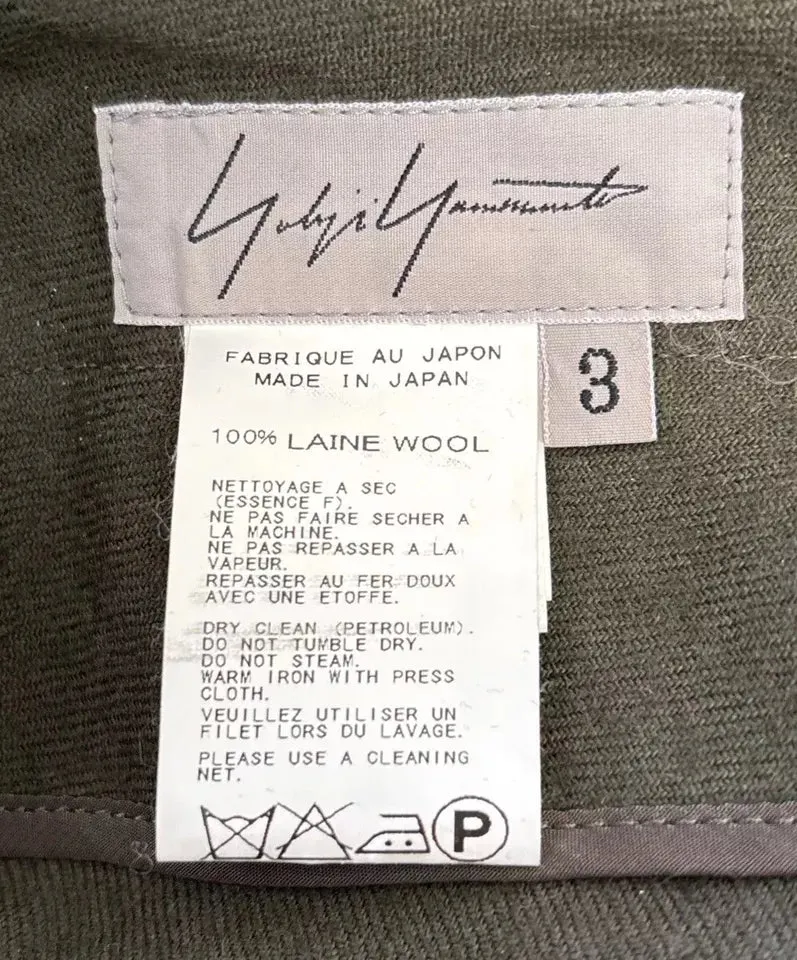 Yohji Yamamoto
FABRIQUE AU JAPON
MADE IN JAPAN
3
100% LAINE WOOL
NETTOYAGE A SEC
(ESSENCE F).
NE PAS FAIRE SECHER A
LA MACHINE.
NE PAS REPASSER A LA
VAPEUR.
REPASSER AU FER DOUX
AVEC UNE ETOFFE.
DRY CLEAN (PETROLEUM).
DO NOT TUMBLE DRY.
DO NOT STEAM.
WARM IRON WITH PRESS
CLOTH.
VEUILLEZ UTILISER UN
FILET LORS DU LAVAGE.
PLEASE USE A CLEANING
NET.
P